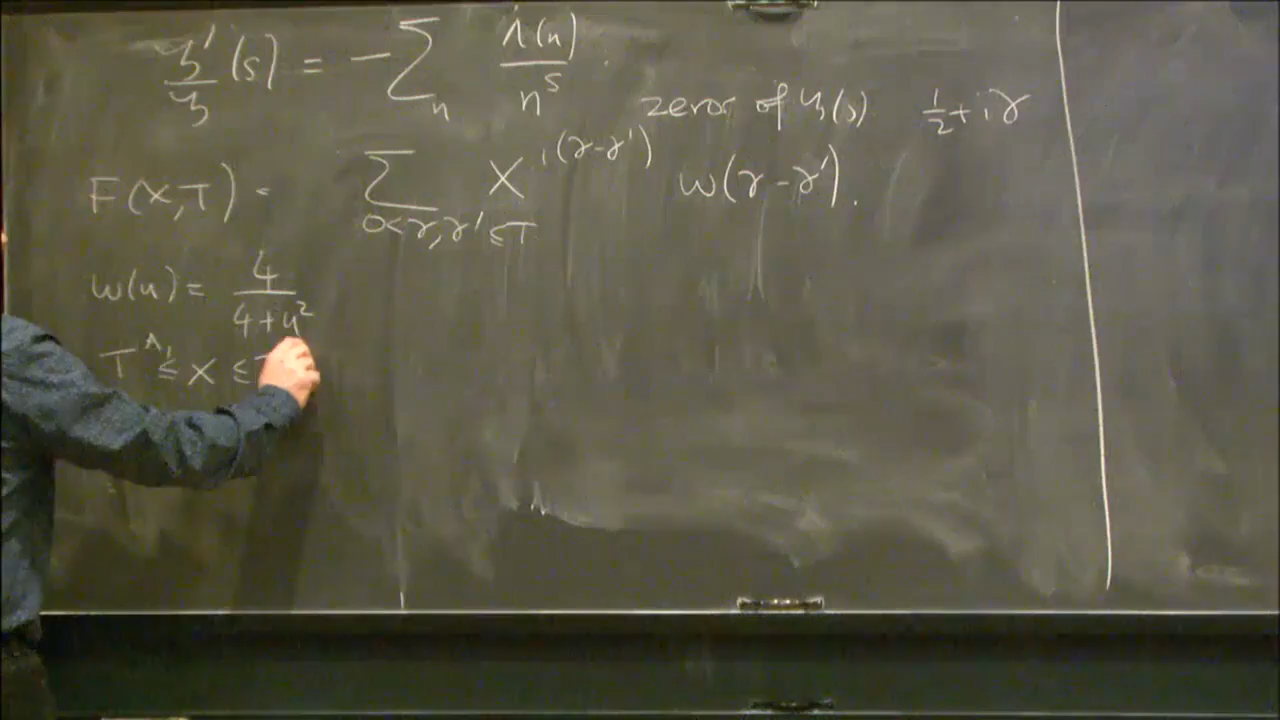 ζ'/ζ (s) = - Σ_n Λ(n)/n^s .
zeros of ζ(s) 1/2 + iγ
F(X,T) = Σ_{0<γ,γ'≤T} X^{i(γ-γ')} w(γ-γ').
w(u) = 4/(4+u²)
T^{A_1} ≤ X ≤ T